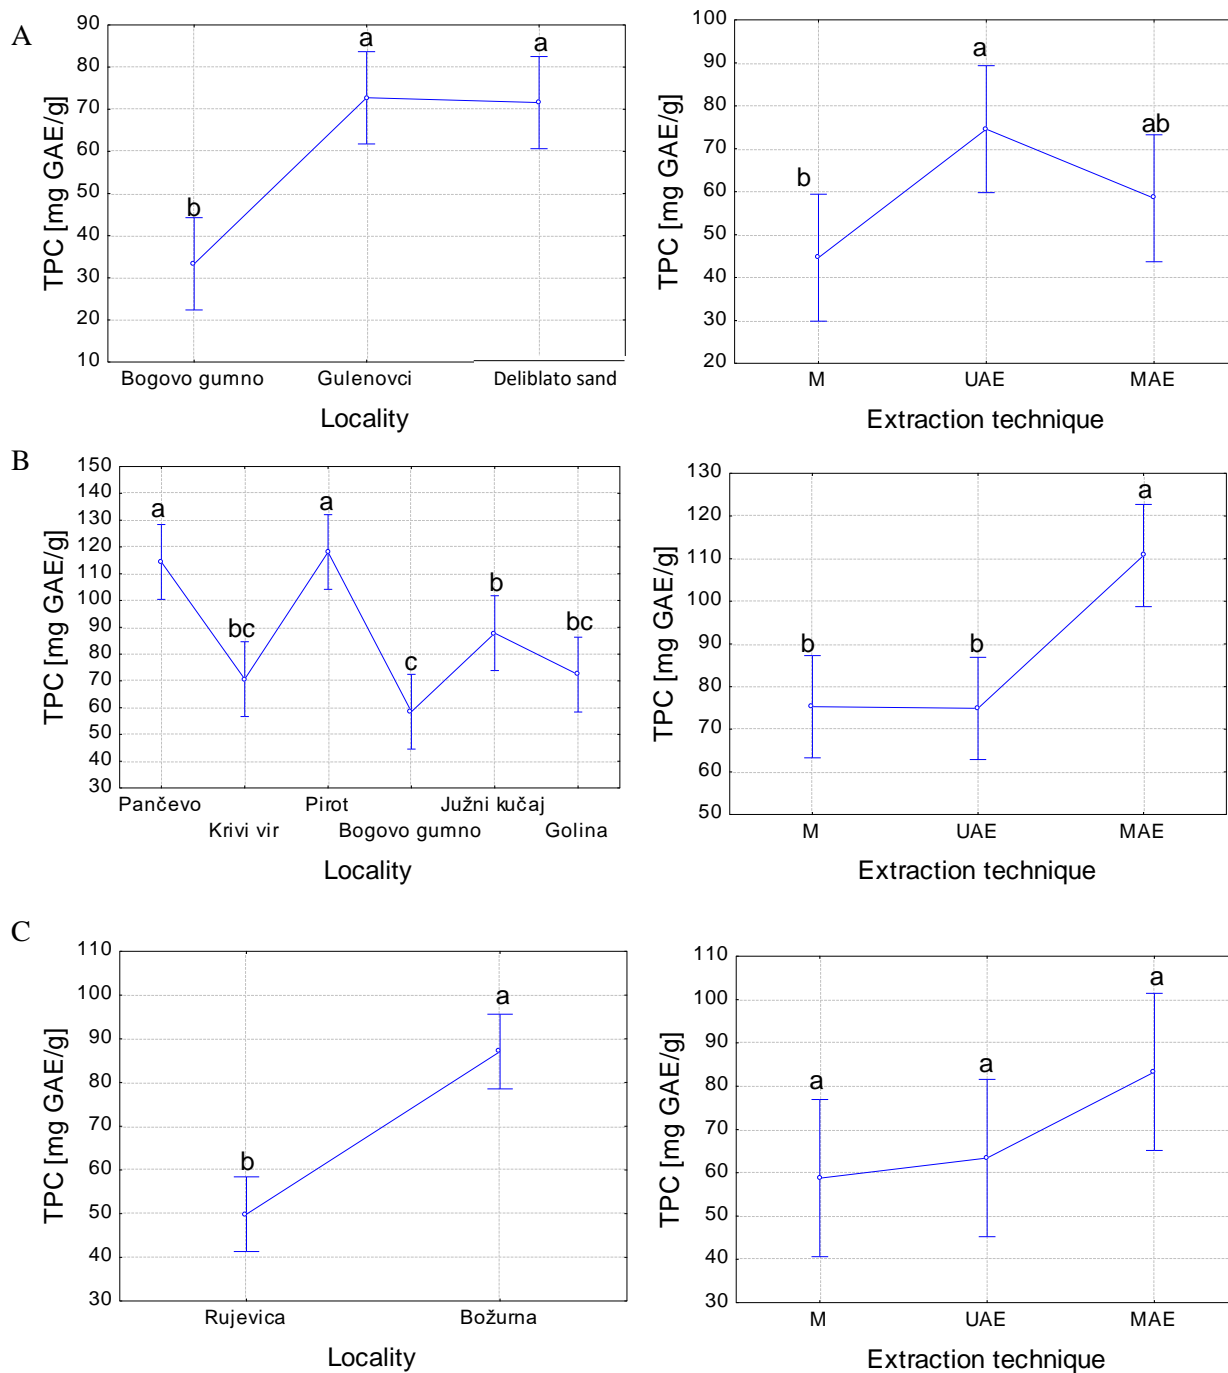 A
TPC [mg GAE/g]
90
80
70
60
50
40
30
20
10
a
a
b
Bogovo gumno Gulenovci Deliblato sand
Locality
TPC [mg GAE/g]
100
90
80
70
60
50
40
30
20
a
ab
b
M UAE MAE
Extraction technique
B
TPC [mg GAE/g]
150
140
130
120
110
100
90
80
70
60
50
40
30
a
a
b
bc
bc
c
Pančevo Pirot Južni kučaj
Krivi vir Bogovo gumno Golina
Locality
TPC [mg GAE/g]
130
120
110
100
90
80
70
60
50
a
b
b
M UAE MAE
Extraction technique
C
TPC [mg GAE/g]
110
100
90
80
70
60
50
40
30
a
b
Rujevica Božurna
Locality
TPC [mg GAE/g]
110
100
90
80
70
60
50
40
30
a
a
a
M UAE MAE
Extraction technique